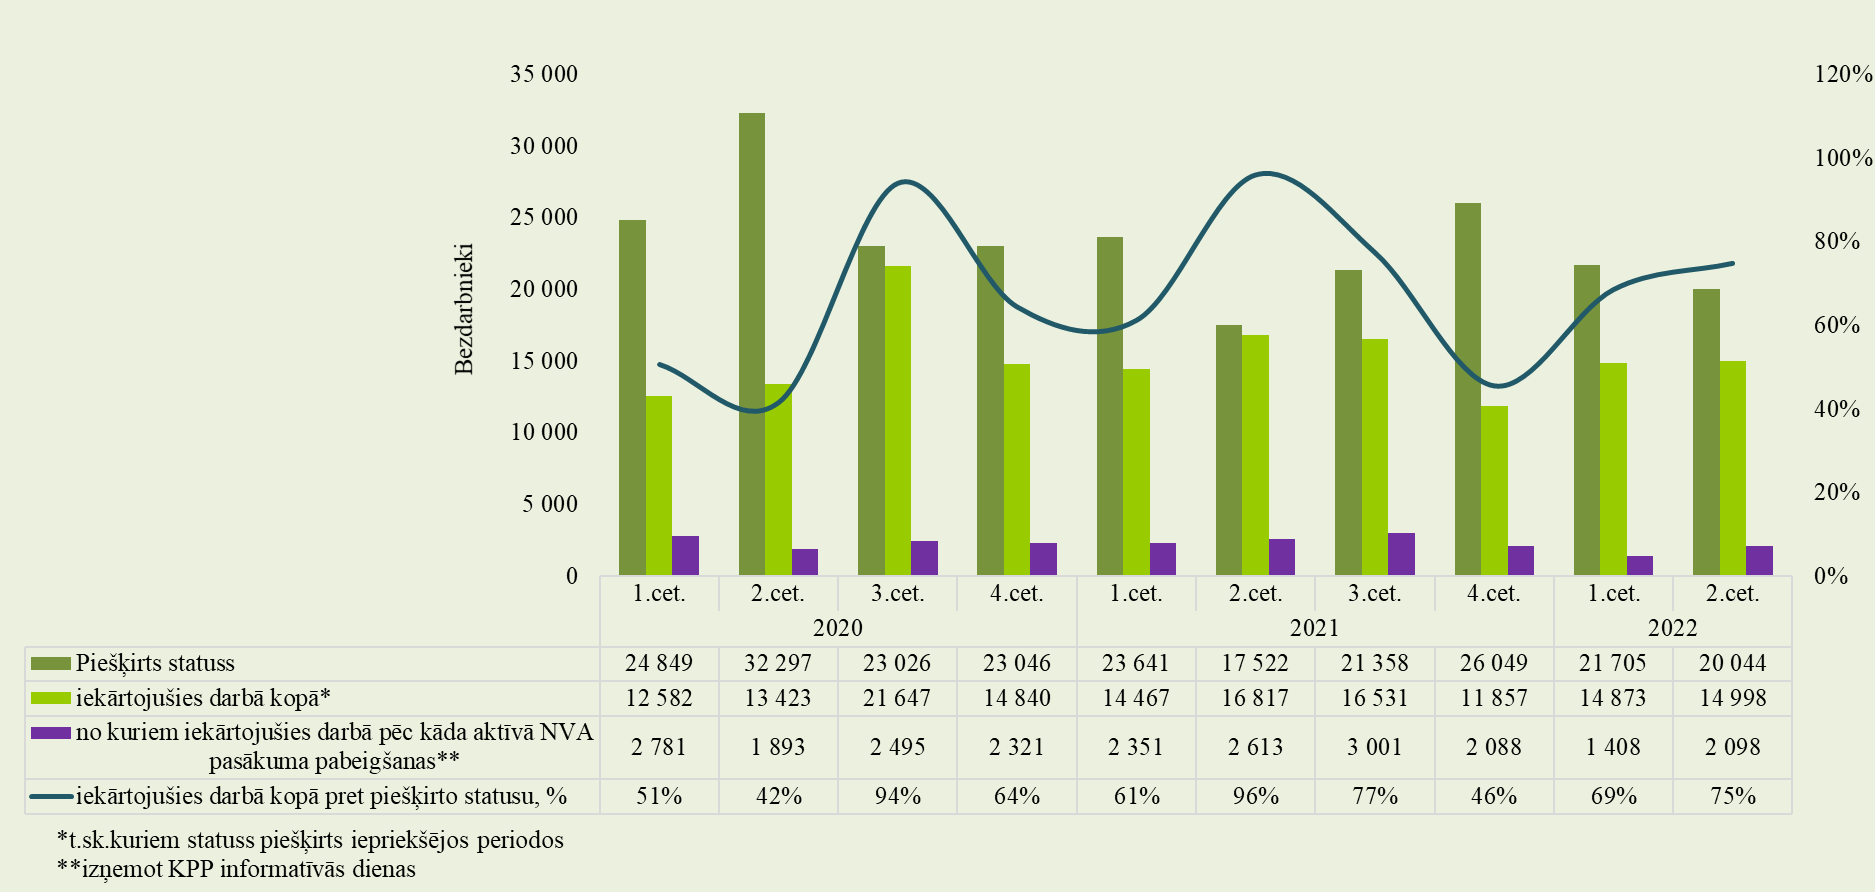 35 000
30 000
25 000
20 000
15 000
10 000
5 000
0
Bezdarbnieki
120%
100%
80%
60%
40%
20%
0%
1.cet. 2.cet. 3.cet. 4.cet. 1.cet. 2.cet. 3.cet. 4.cet. 1.cet. 2.cet.
2020 2021 2022
Piešķirts statuss 24 849 32 297 23 026 23 046 23 641 17 522 21 358 26 049 21 705 20 044
iekārtojušies darbā kopā* 12 582 13 423 21 647 14 840 14 467 16 817 16 531 11 857 14 873 14 998
no kuriem iekārtojušies darbā pēc kāda aktīvā NVA
pasākuma pabeigšanas** 2 781 1 893 2 495 2 321 2 351 2 613 3 001 2 088 1 408 2 098
iekārtojušies darbā kopā pret piešķirto statusu, % 51% 42% 94% 64% 61% 96% 77% 46% 69% 75%
*t.sk.kuriem statuss piešķirts iepriekšējos periodos
**izņemot KPP informatīvās dienas